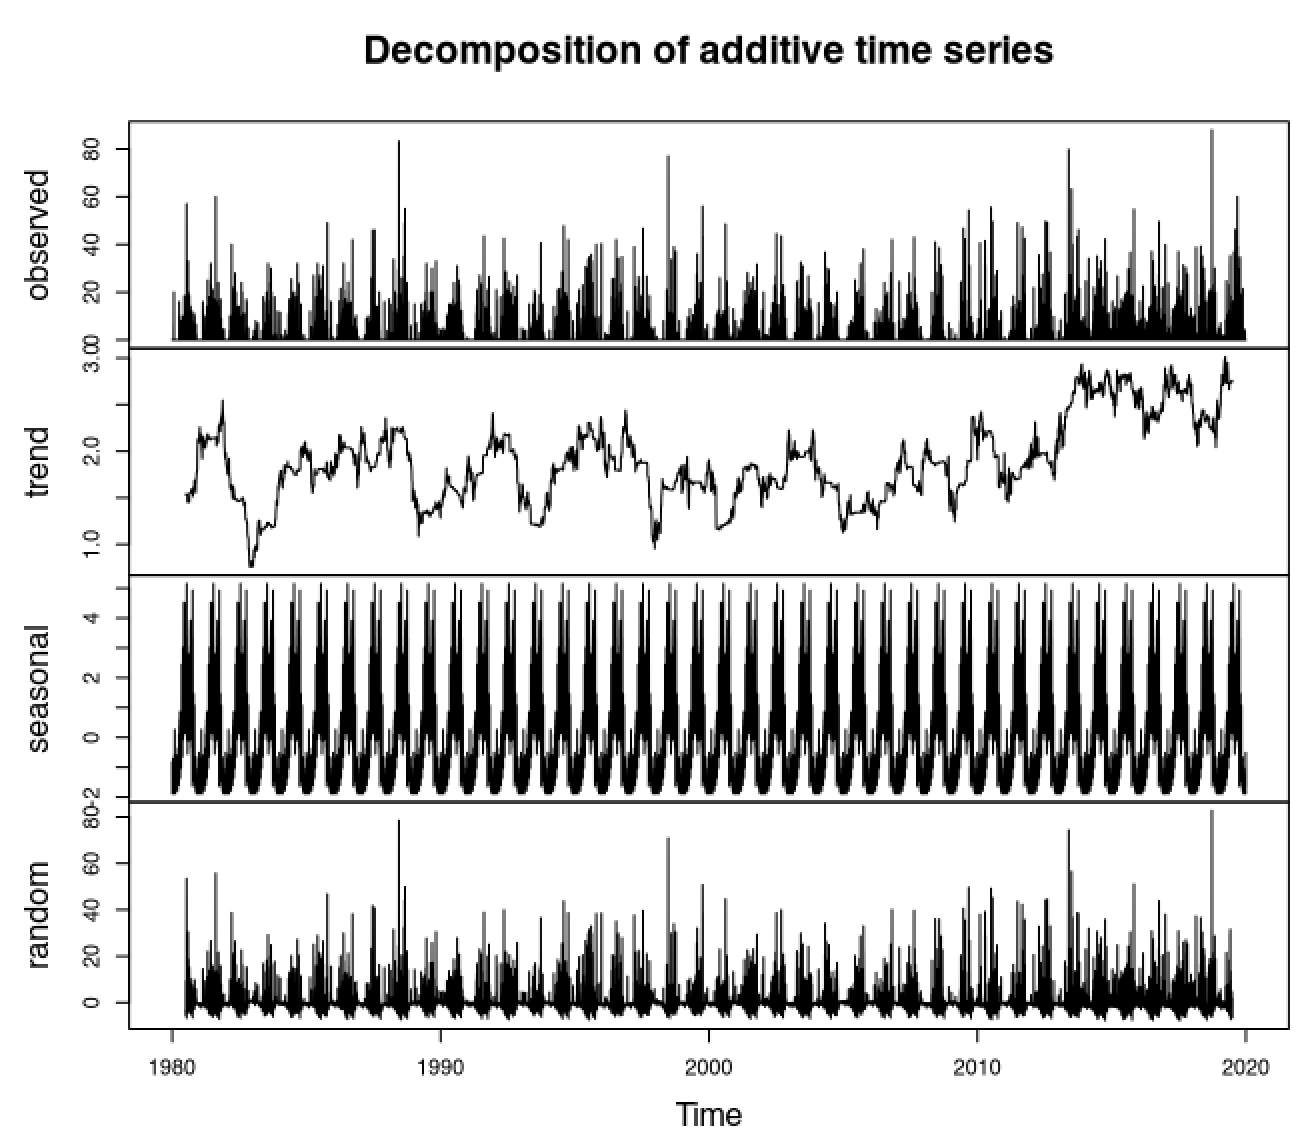 Decomposition of additive time series
observed
0 20 40 60 80
trend
1.0 2.0 3.0
seasonal
-2 0 2 4
random
0 20 40 60 80
1980 1990 2000 2010 2020
Time